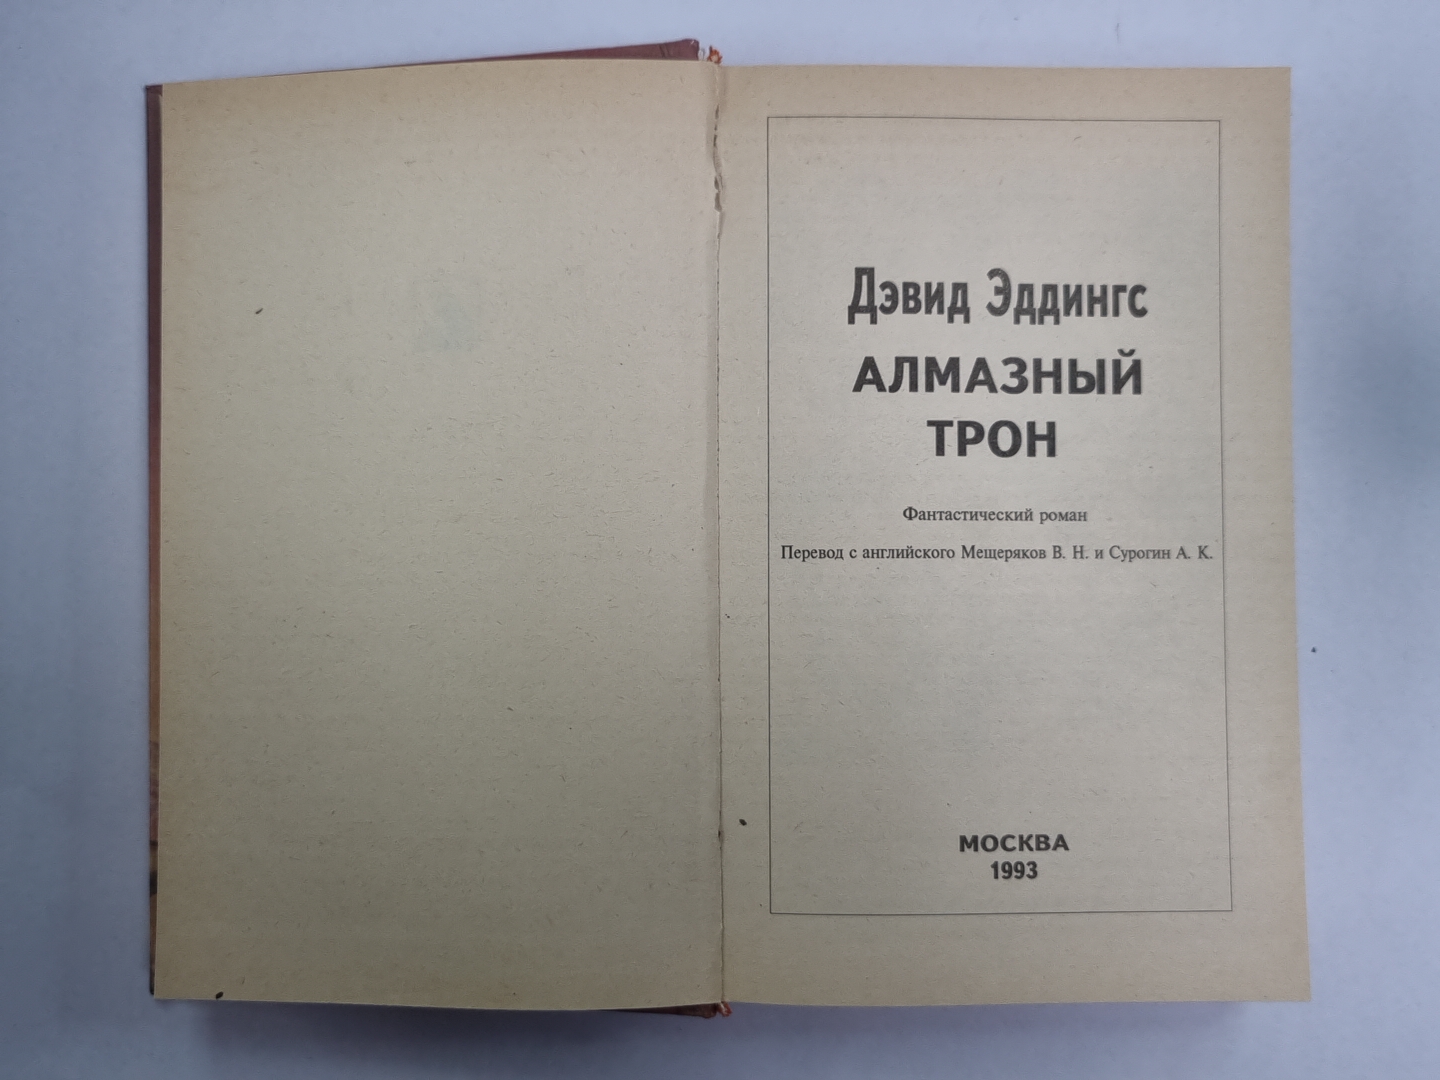 Дэвид Эддингс
АЛМАЗНЫЙ
ТРОН
Фантастический роман
Перевод с английского Мещеряков В. Н. и Сурогин А. К.
МОСКВА
1993